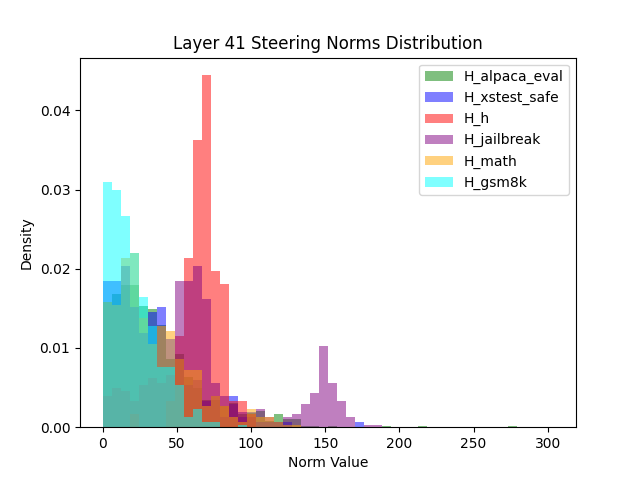 Layer 41 Steering Norms Distribution
H_alpaca_eval
H_xstest_safe
H_h
H_jailbreak
H_math
H_gsm8k
Density
0.04
0.03
0.02
0.01
0.00
0 50 100 150 200 250 300
Norm Value